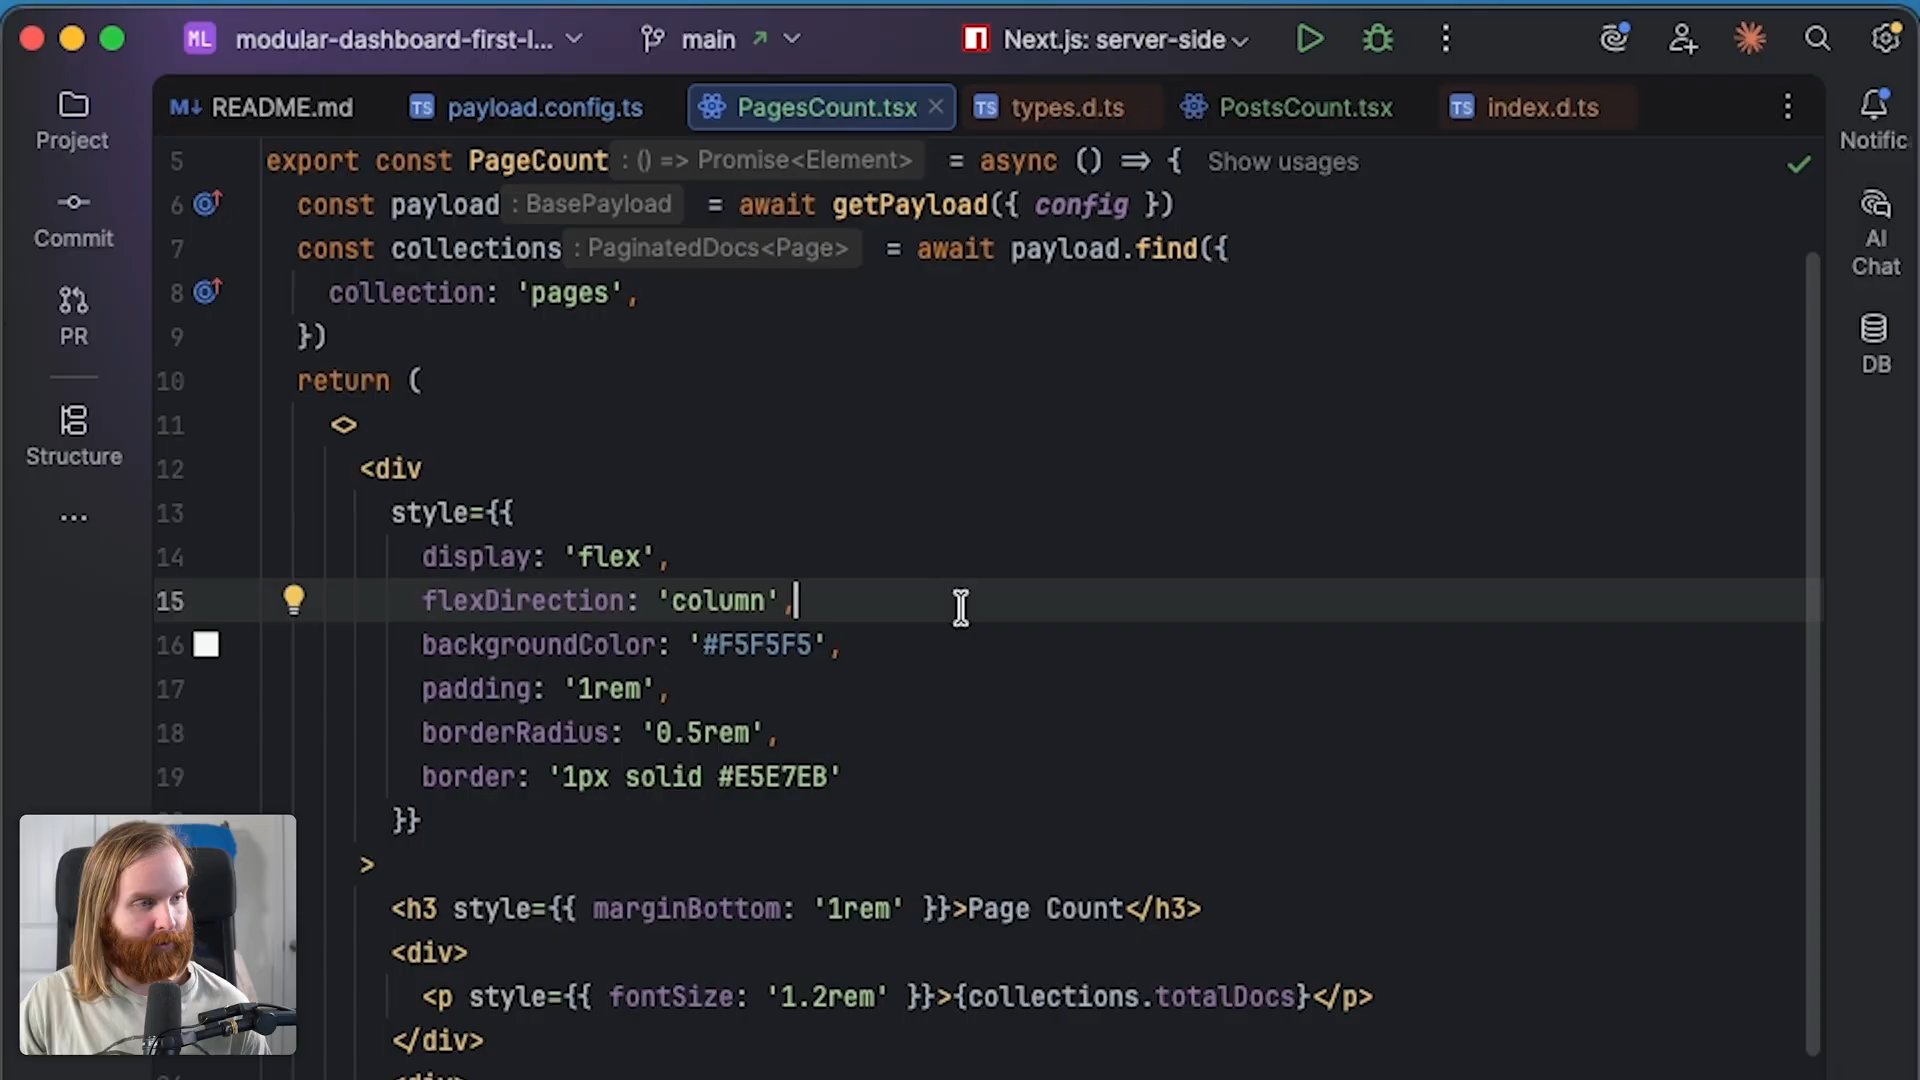 ML modular-dashboard-first-l... main Next.js: server-side
Project
Commit
PR
Structure
...
M↓ README.md TS payload.config.ts PagesCount.tsx TS types.d.ts PostsCount.tsx TS index.d.ts
5 export const PageCount : () => Promise<Element> = async () => { Show usages
6 const payload : BasePayload = await getPayload({ config })
7 const collections : PaginatedDocs<Page> = await payload.find({
8 collection: 'pages',
9 })
10 return (
11 <>
12 <div
13 style={{
14 display: 'flex',
15 flexDirection: 'column',
16 backgroundColor: '#F5F5F5',
17 padding: '1rem',
18 borderRadius: '0.5rem',
19 border: '1px solid #E5E7EB'
}}
>
<h3 style={{ marginBottom: '1rem' }}>Page Count</h3>
<div>
<p style={{ fontSize: '1.2rem' }}>{collections.totalDocs}</p>
</div>
<div>
Notific
AI
Chat
DB